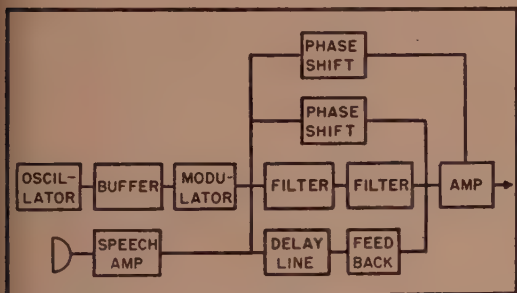 PHASE
SHIFT
PHASE
SHIFT
OSCIL-
LATOR
BUFFER
MODU-
LATOR
FILTER
FILTER
AMP
SPEECH
AMP
DELAY
LINE
FEED
BACK